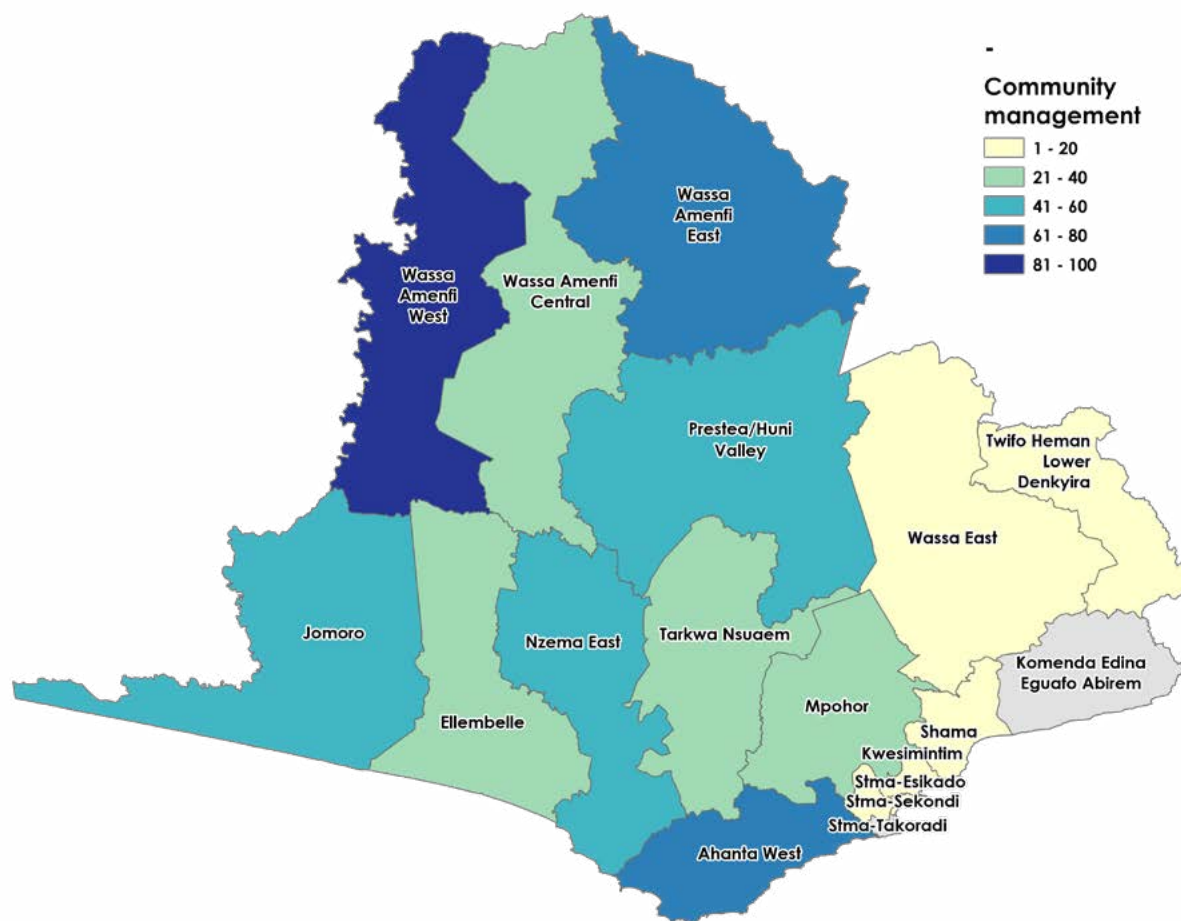 -
Community
management
1 - 20
21 - 40
41 - 60
61 - 80
81 - 100
Wassa
Amenfi
East
Wassa
Amenfi
West
Wassa Amenfi
Central
Prestea/Huni
Valley
Twifo Heman
Lower
Denkyira
Wassa East
Jomoro
Nzema East
Tarkwa Nsuaem
Komenda Edina
Eguafo Abirem
Ellembelle
Mpohor
Shama
Kwesimintim
Stma-Esikado
Stma-Sekondi
Stma-Takoradi
Ahanta West